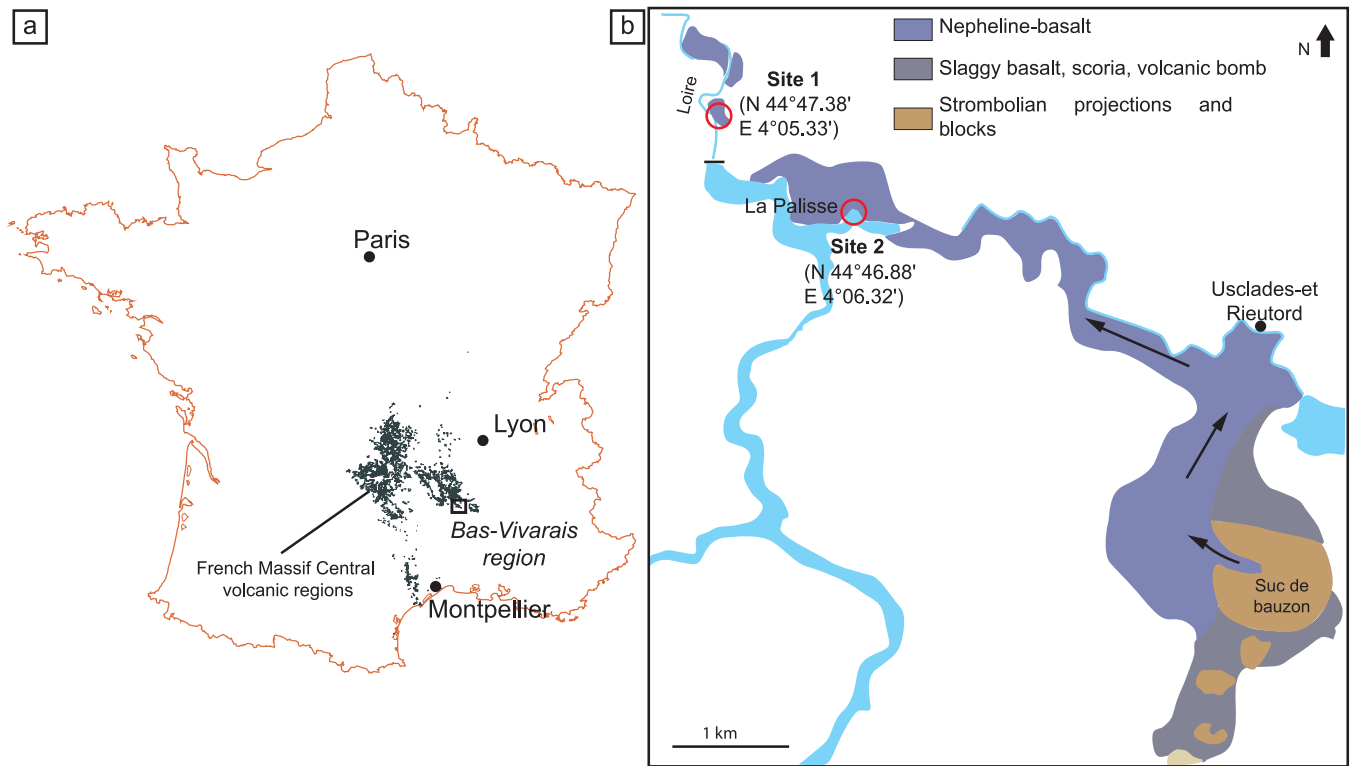 a
Paris
Lyon
Bas-Vivarais
region
French Massif Central
volcanic regions
Montpellier
b
Nepheline-basalt
Slaggy basalt, scoria, volcanic bomb
Strombolian projections and
blocks
N
Loire
Site 1
(N 44°47.38'
E 4°05.33')
La Palisse
Site 2
(N 44°46.88'
E 4°06.32')
Usclades-et
Rieutord
Suc de
bauzon
1 km